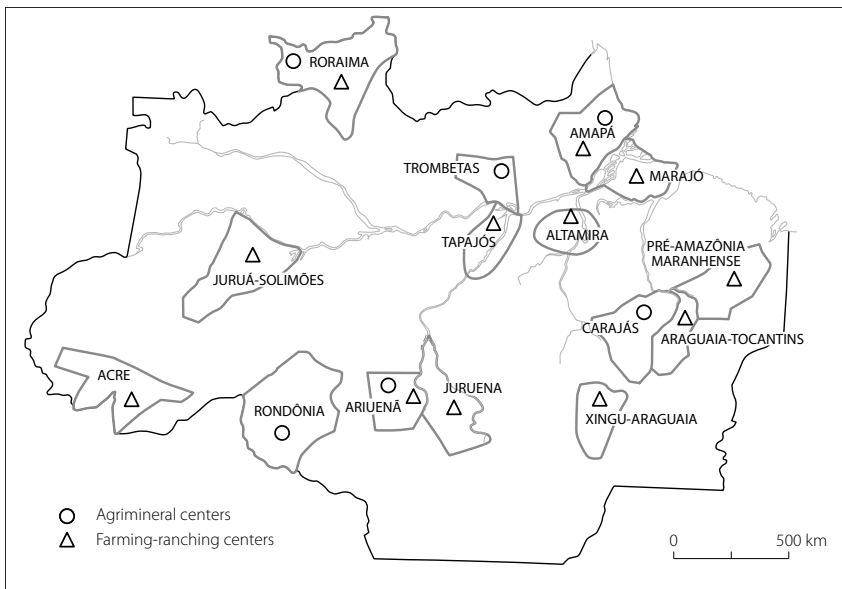 RORAIMA
AMAPÁ
TROMBETAS
MARAJÓ
TAPAJÓS
ALTAMIRA
PRÉ-AMAZÔNIA
MARANHENSE
JURUÁ-SOLIMÕES
CARAJÁS
ARAGUAIA-TOCANTINS
ACRE
ARIUENÃ
JURUENA
RONDÔNIA
XINGU-ARAGUAIA
Agrimineral centers
Farming-ranching centers
0 500 km